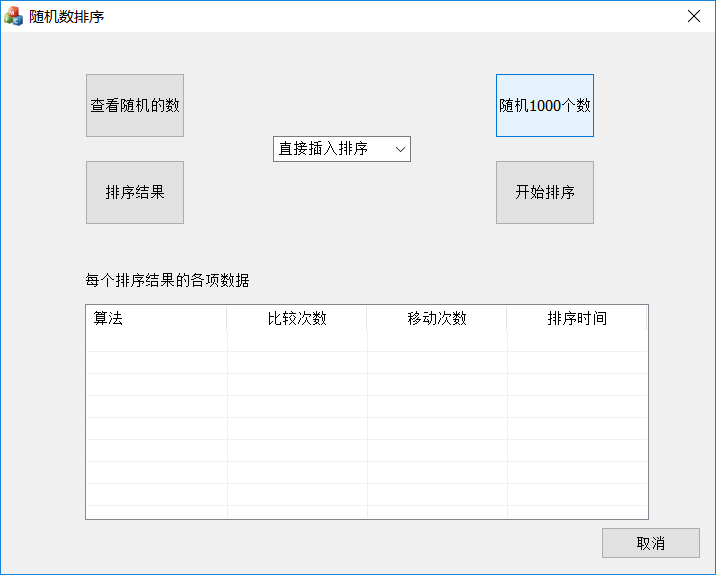 随机数排序
查看随机的数
随机1000个数
直接插入排序
排序结果
开始排序
每个排序结果的各项数据
算法 比较次数 移动次数 排序时间
取消